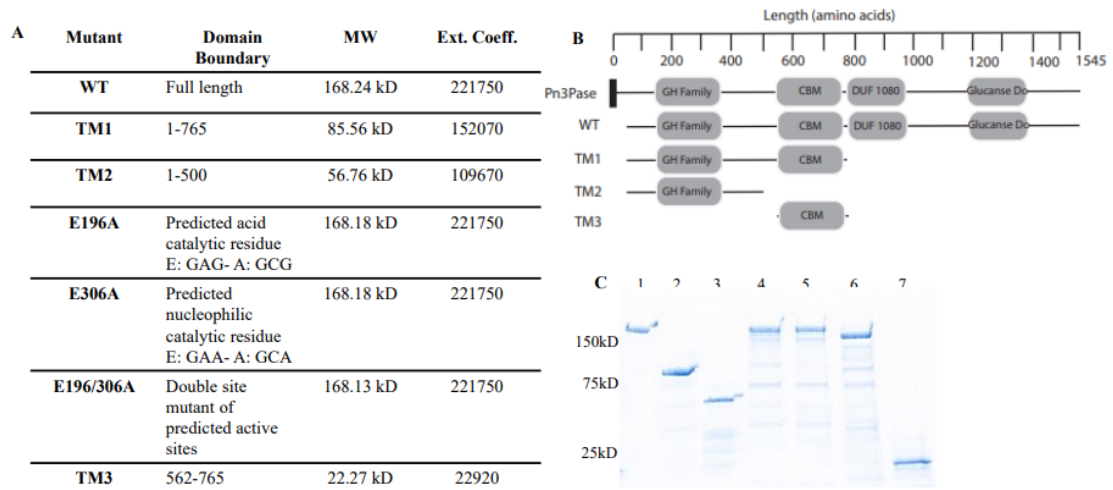 A
Mutant Domain Boundary MW Ext. Coeff.
WT Full length 168.24 kD 221750
TM1 1-765 85.56 kD 152070
TM2 1-500 56.76 kD 109670
E196A Predicted acid 168.18 kD 221750
catalytic residue
E: GAG- A: GCG
E306A Predicted 168.18 kD 221750
nucleophilic
catalytic residue
E: GAA- A: GCA
E196/306A Double site 168.13 kD 221750
mutant of
predicted active
sites
TM3 562-765 22.27 kD 22920
B
Length (amino acids)
0 200 400 600 800 1000 1200 1400 1545
Pn3Pase GH Family CBM DUF 1080 Glucanse Do
WT GH Family CBM DUF 1080 Glucanse Do
TM1 GH Family CBM
TM2 GH Family
TM3 CBM
C
1 2 3 4 5 6 7
150kD
75kD
25kD